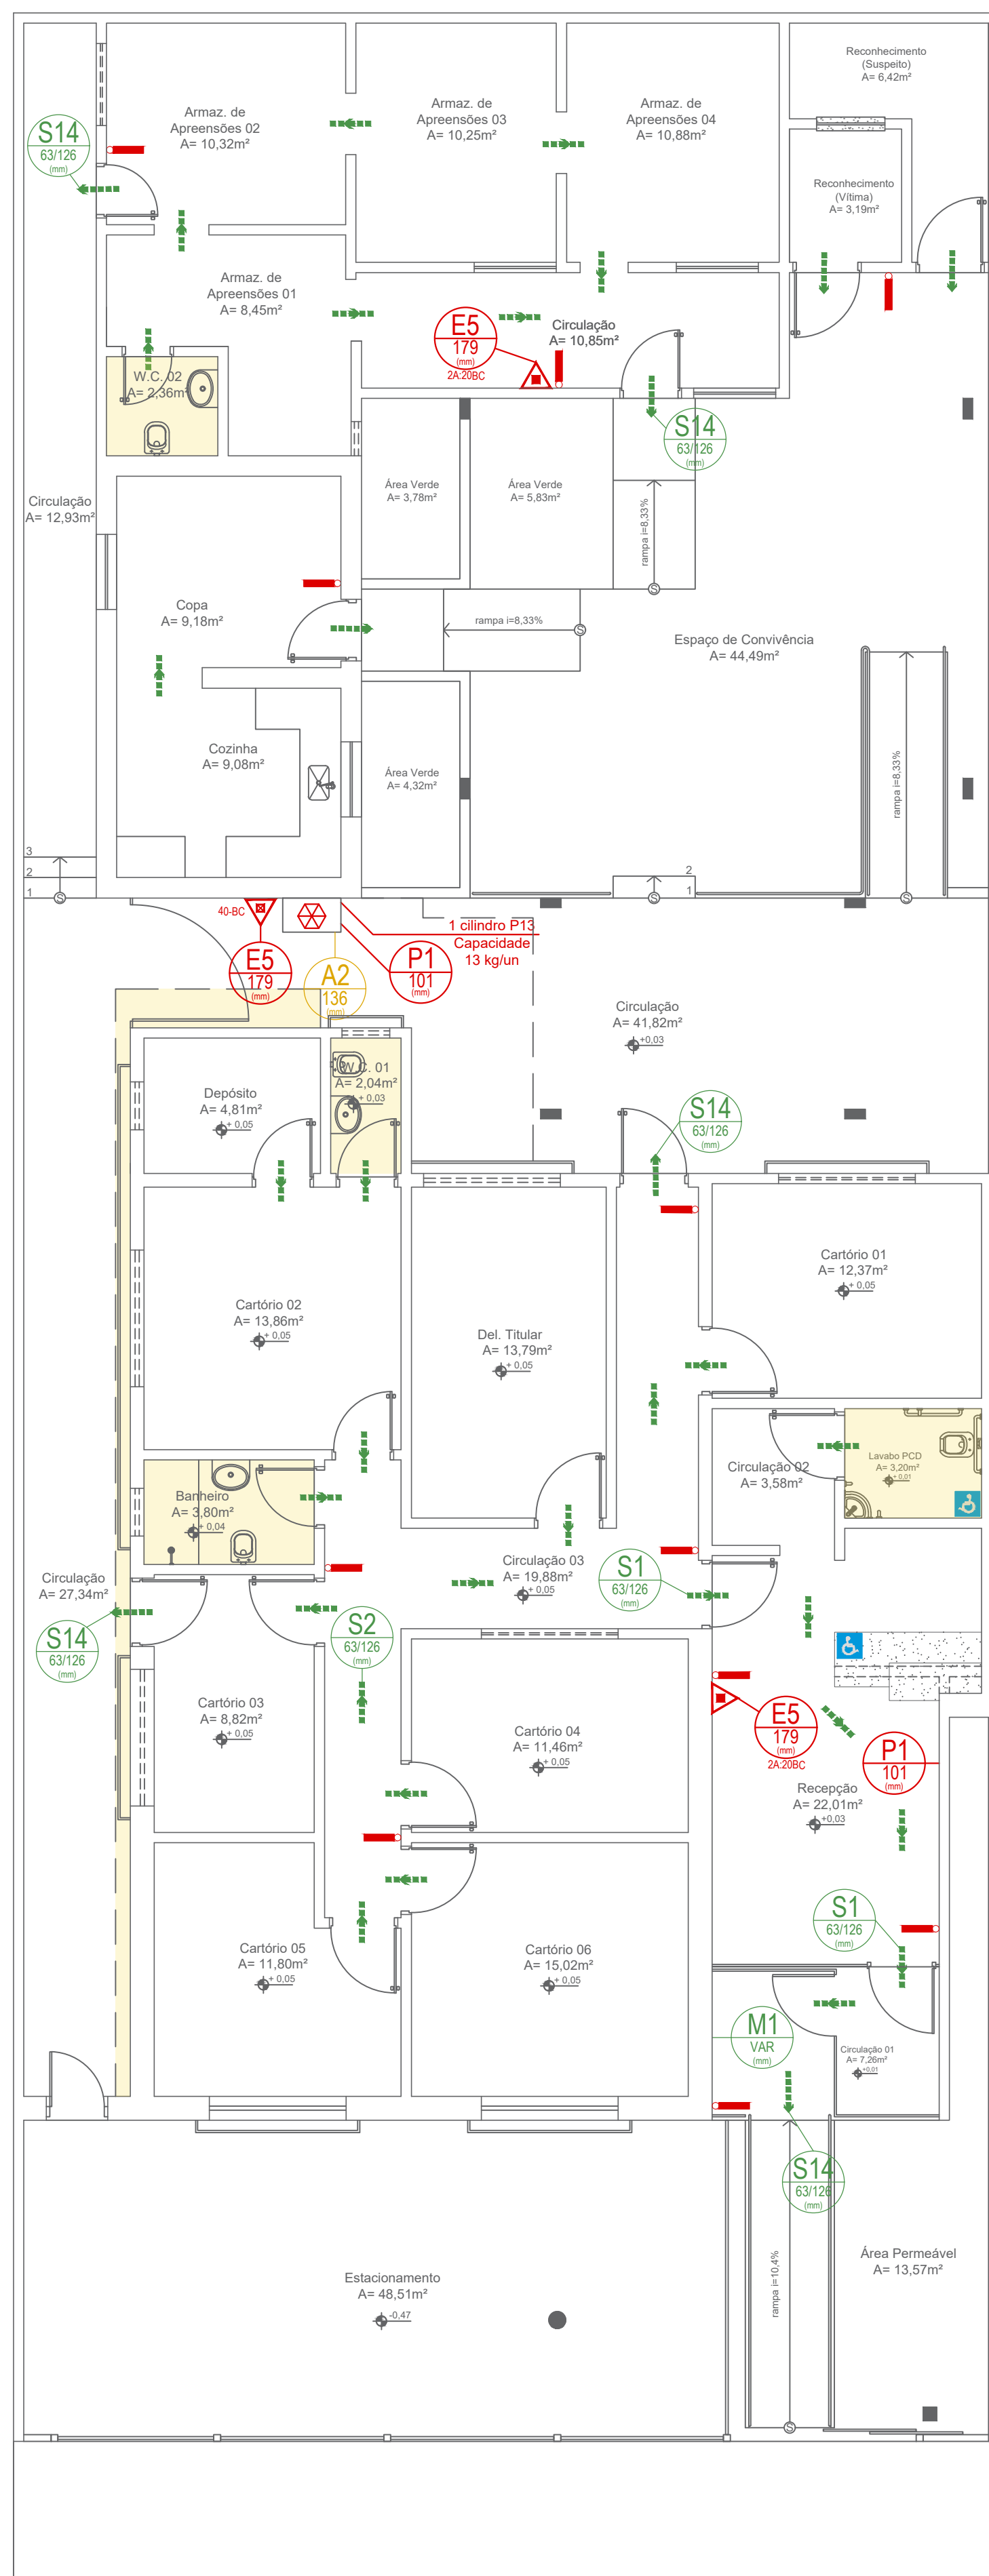 Reconhecimento
(Suspeito)
A= 6,42m²
Armaz. de
Apreensões 02
A= 10,32m²
Armaz. de
Apreensões 03
A= 10,25m²
Armaz. de
Apreensões 04
A= 10,88m²
S14
63/126
(mm)
Reconhecimento
(Vítima)
A= 3,19m²
Armaz. de
Apreensões 01
A= 8,45m²
E5
179
(mm)
2A:20BC
Circulação
A= 10,85m²
W.C. 02
A= 2,36m²
S14
63/126
(mm)
Circulação
A= 12,93m²
Área Verde
A= 3,78m²
Área Verde
A= 5,83m²
rampa i=8,33%
S
Copa
A= 9,18m²
rampa i=8,33%
S
Espaço de Convivência
A= 44,49m²
Cozinha
A= 9,08m²
Área Verde
A= 4,32m²
rampa i=8,33%
S
3
2
1
S
2
1
S
40-BC
E5
179
(mm)
1 cilindro P13
Capacidade
13 kg/un
P1
101
(mm)
A2
136
(mm)
Circulação
A= 41,82m²
+0,03
Depósito
A= 4,81m²
+ 0,05
W.C. 01
A= 2,04m²
+ 0,03
S14
63/126
(mm)
Cartório 01
A= 12,37m²
+ 0,05
Cartório 02
A= 13,86m²
+ 0,05
Del. Titular
A= 13,79m²
+ 0,05
Circulação 02
A= 3,58m²
Lavabo PCD
A= 3,20m²
+ 0,01
Banheiro
A= 3,80m²
+ 0,04
Circulação 03
A= 19,88m²
+ 0,05
S1
63/126
(mm)
Circulação
A= 27,34m²
S14
63/126
(mm)
S2
63/126
(mm)
Cartório 03
A= 8,82m²
+ 0,05
Cartório 04
A= 11,46m²
+ 0,05
E5
179
(mm)
2A:20BC
P1
101
(mm)
Recepção
A= 22,01m²
+0,03
S1
63/126
(mm)
Cartório 05
A= 11,80m²
+ 0,05
Cartório 06
A= 15,02m²
+ 0,05
M1
VAR
(mm)
Circulação 01
A= 7,26m²
+0,01
S14
63/126
(mm)
rampa i=10,4%
S
Área Permeável
A= 13,57m²
Estacionamento
A= 48,51m²
-0,47